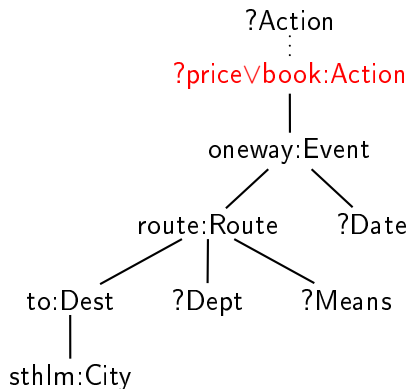 ?Action
?price∨book:Action
oneway:Event
route:Route ?Date
to:Dest ?Dept ?Means
sthlm:City